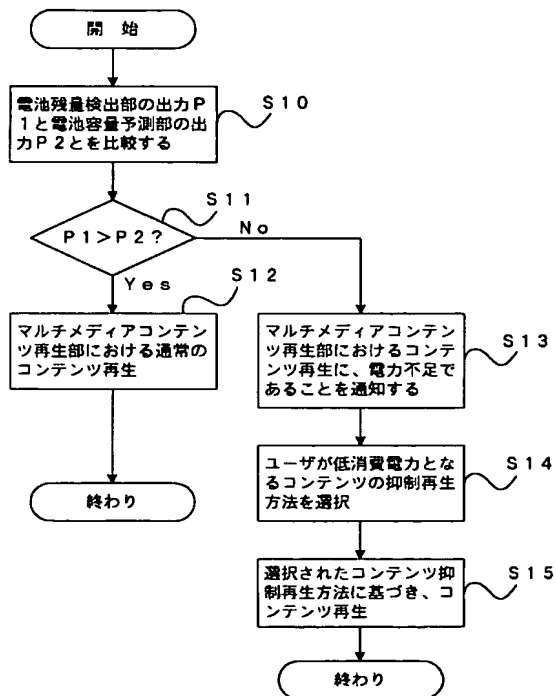 開 始
電池残量検出部の出力P
1と電池容量予測部の出
力P2とを比較する
S10
P1>P2?
S11
No
Yes
S12
マルチメディアコンテン
ツ再生部における通常の
コンテンツ再生
終わり
マルチメディアコンテン
ツ再生部におけるコンテ
ンツ再生に、電力不足で
あることを通知する
S13
ユーザが低消費電力とな
るコンテンツの抑制再生
方法を選択
S14
選択されたコンテンツ抑
制再生方法に基づき、コ
ンテンツ再生
S15
終わり